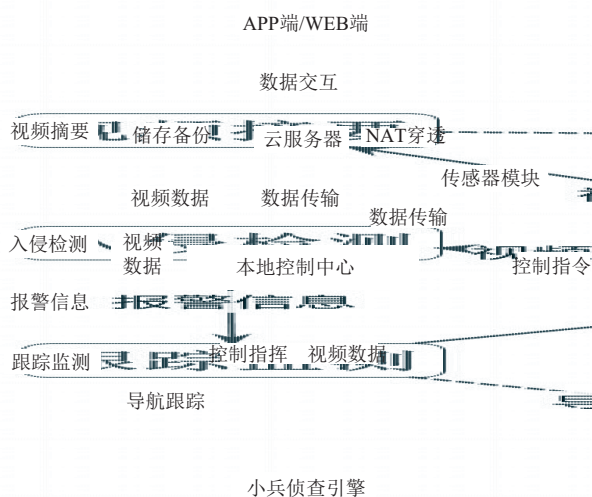 APP端/WEB端
数据交互
视频摘要
储存备份
云服务器
NAT穿透
传感器模块
视频数据
数据传输
数据传输
入侵检测
视频
数据
本地控制中心
控制指令
报警信息
报警信息
跟踪监测
控制指挥
视频数据
导航跟踪
小兵侦查引擎